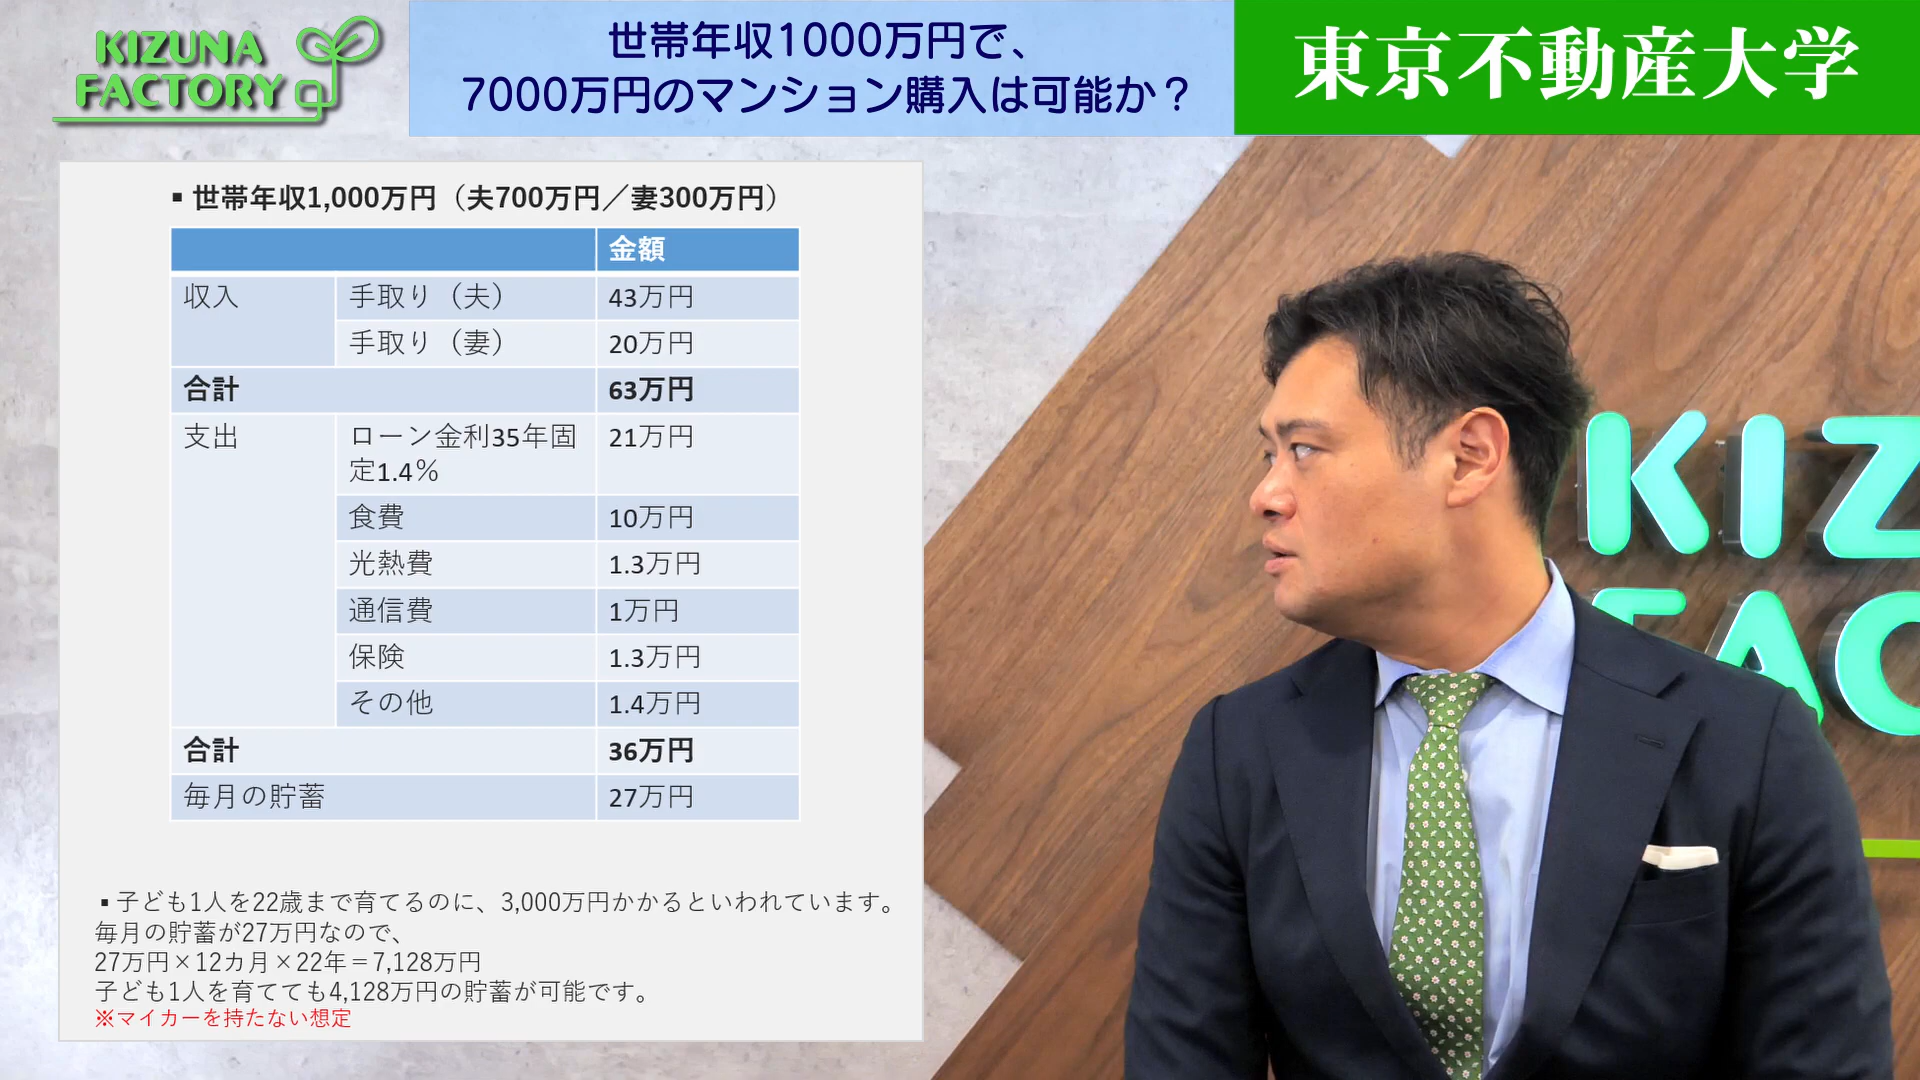 KIZUNA
FACTORY
世帯年収1000万円で、
7000万円のマンション購入は可能か？
東京不動産大学
▪世帯年収1,000万円（夫700万円／妻300万円）
金額
収入 手取り（夫） 43万円
手取り（妻） 20万円
合計 63万円
支出 ローン金利35年固
定1.4％ 21万円
食費 10万円
光熱費 1.3万円
通信費 1万円
保険 1.3万円
その他 1.4万円
合計 36万円
毎月の貯蓄 27万円
▪子ども1人を22歳まで育てるのに、3,000万円かかるといわれています。
毎月の貯蓄が27万円なので、
27万円×12カ月×22年＝7,128万円
子ども1人を育てても4,128万円の貯蓄が可能です。
※マイカーを持たない想定
KIZ
FAC